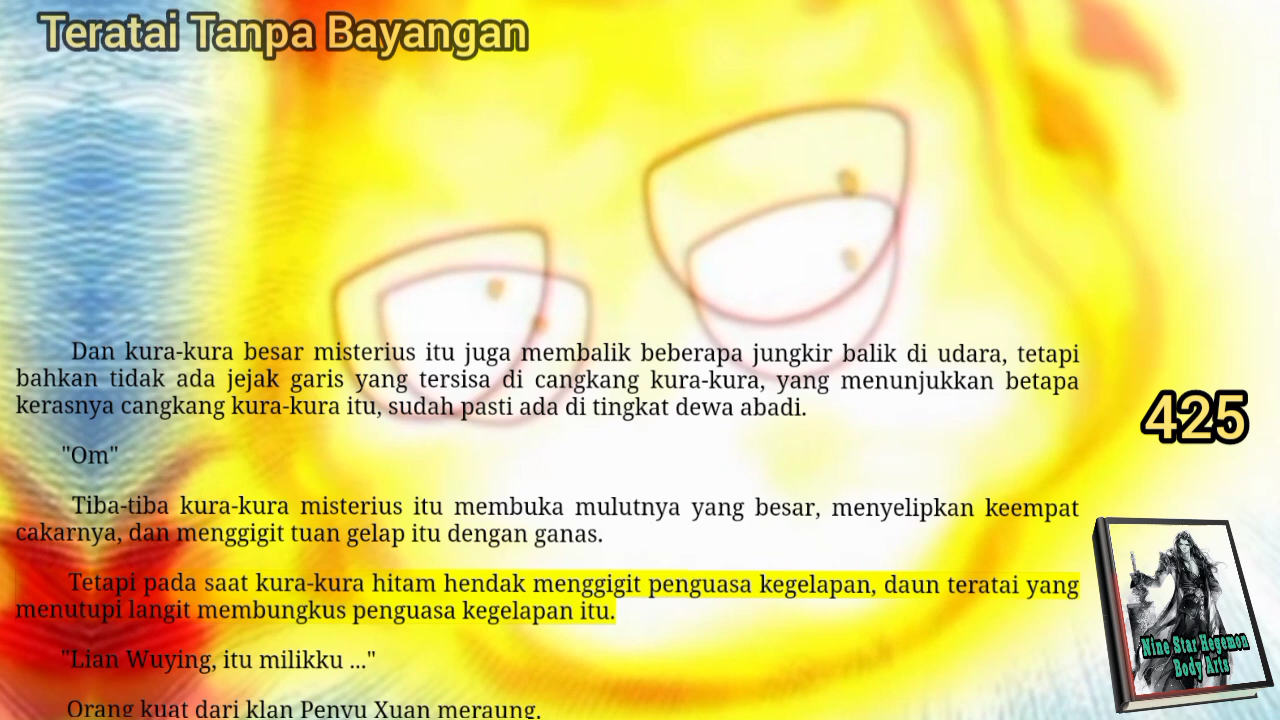 Teratai Tanpa Bayangan
Dan kura-kura besar misterius itu juga membalik beberapa jungkir balik di udara, tetapi
bahkan tidak ada jejak garis yang tersisa di cangkang kura-kura, yang menunjukkan betapa
kerasnya cangkang kura-kura itu, sudah pasti ada di tingkat dewa abadi.
"Om"
Tiba-tiba kura-kura misterius itu membuka mulutnya yang besar, menyelipkan keempat
cakarnya, dan menggigit tuan gelap itu dengan ganas.
Tetapi pada saat kura-kura hitam hendak menggigit penguasa kegelapan, daun teratai yang
menutupi langit membungkus penguasa kegelapan itu.
"Lian Wuying, itu milikku ..."
Orang kuat dari klan Penyu Xuan meraung.
425
Nine Star Hegemon
Body Arts